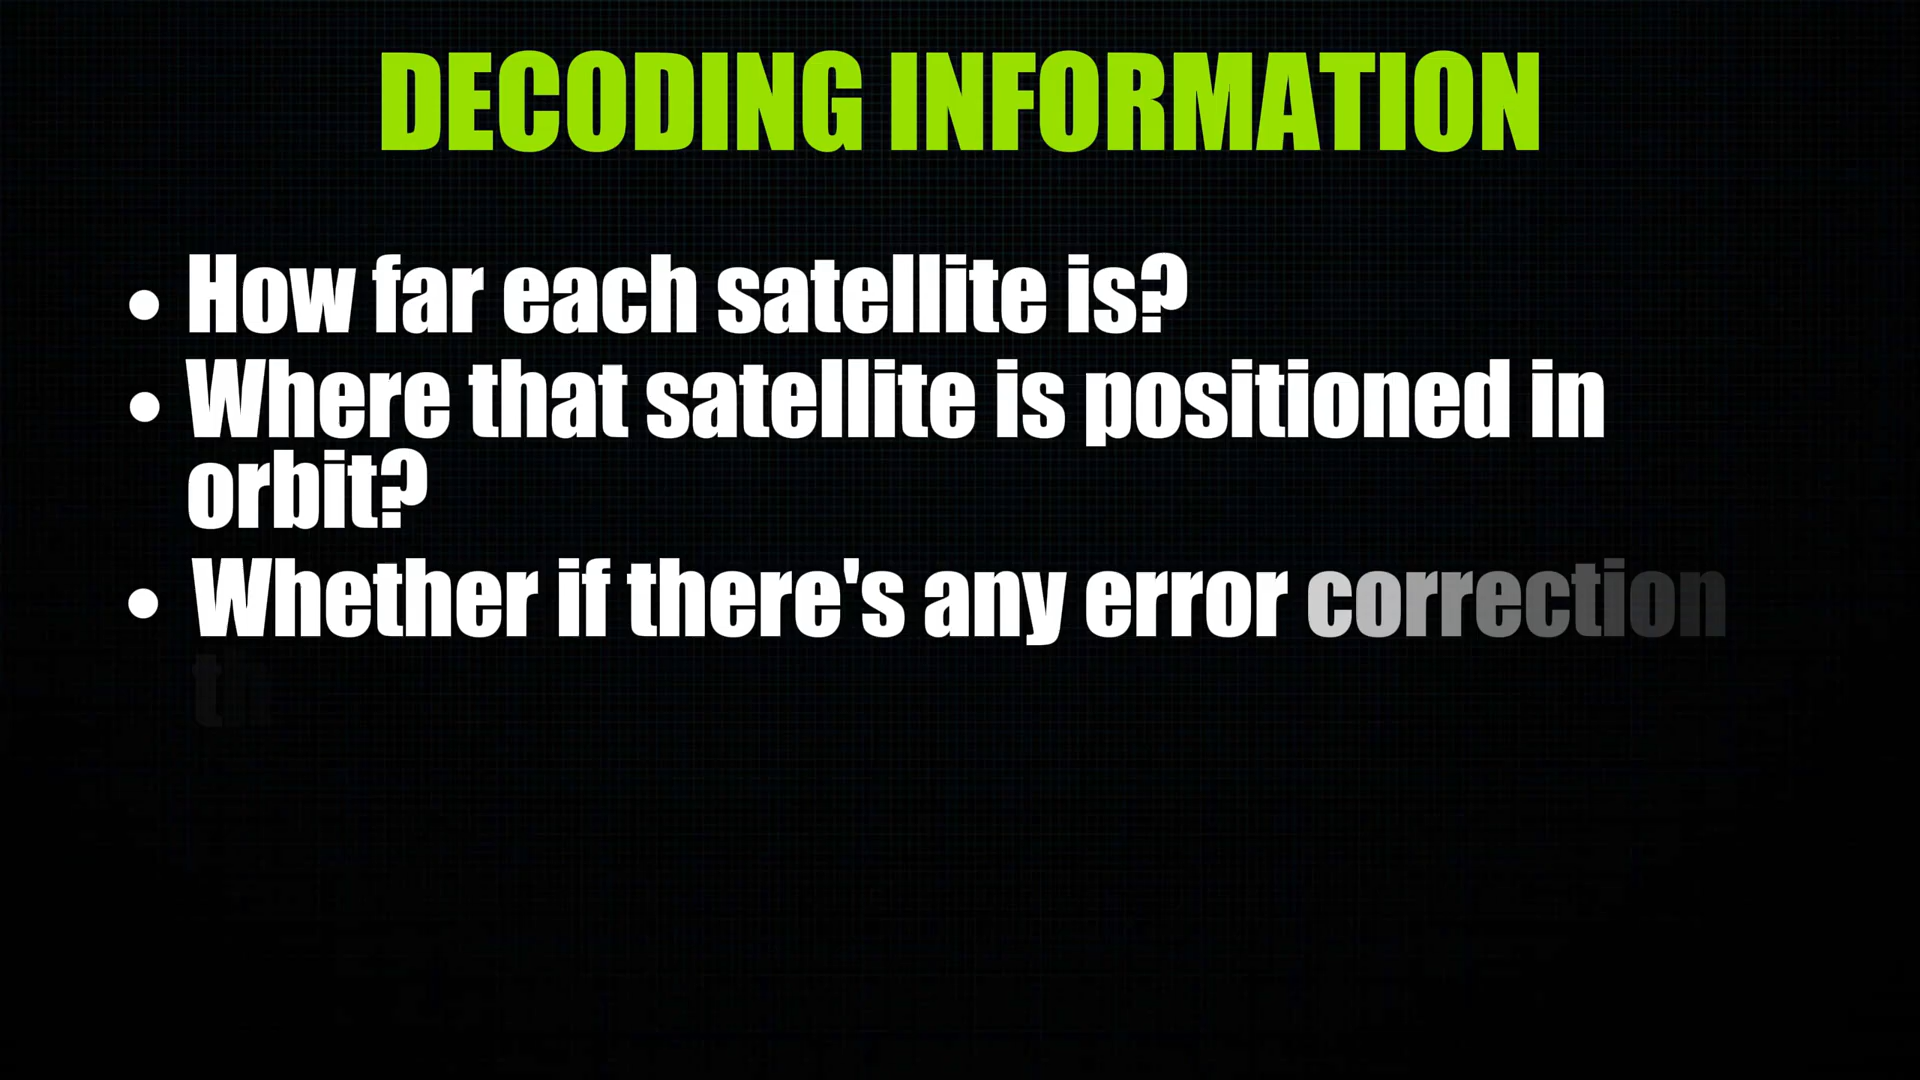 DECODING INFORMATION
• How far each satellite is?
• Where that satellite is positioned in
orbit?
• Whether if there's any error correction
th